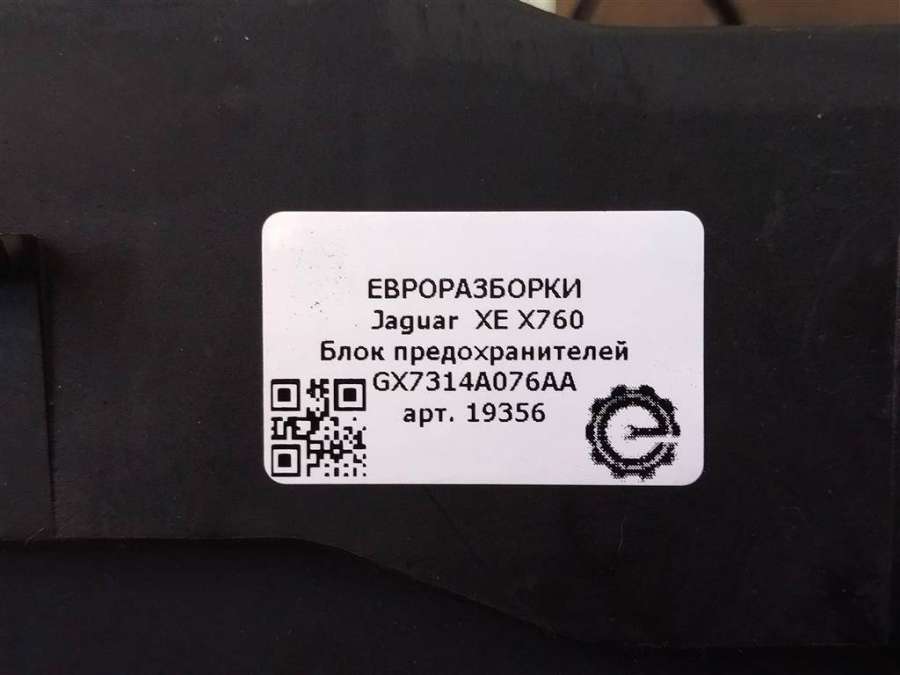 ЕВРОРАЗБОРКИ
Jaguar XE X760
Блок предохранителей
GX7314A076AA
арт. 19356